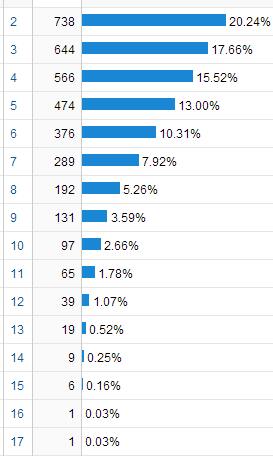 2 738 20.24%
3 644 17.66%
4 566 15.52%
5 474 13.00%
6 376 10.31%
7 289 7.92%
8 192 5.26%
9 131 3.59%
10 97 2.66%
11 65 1.78%
12 39 1.07%
13 19 0.52%
14 9 0.25%
15 6 0.16%
16 1 0.03%
17 1 0.03%